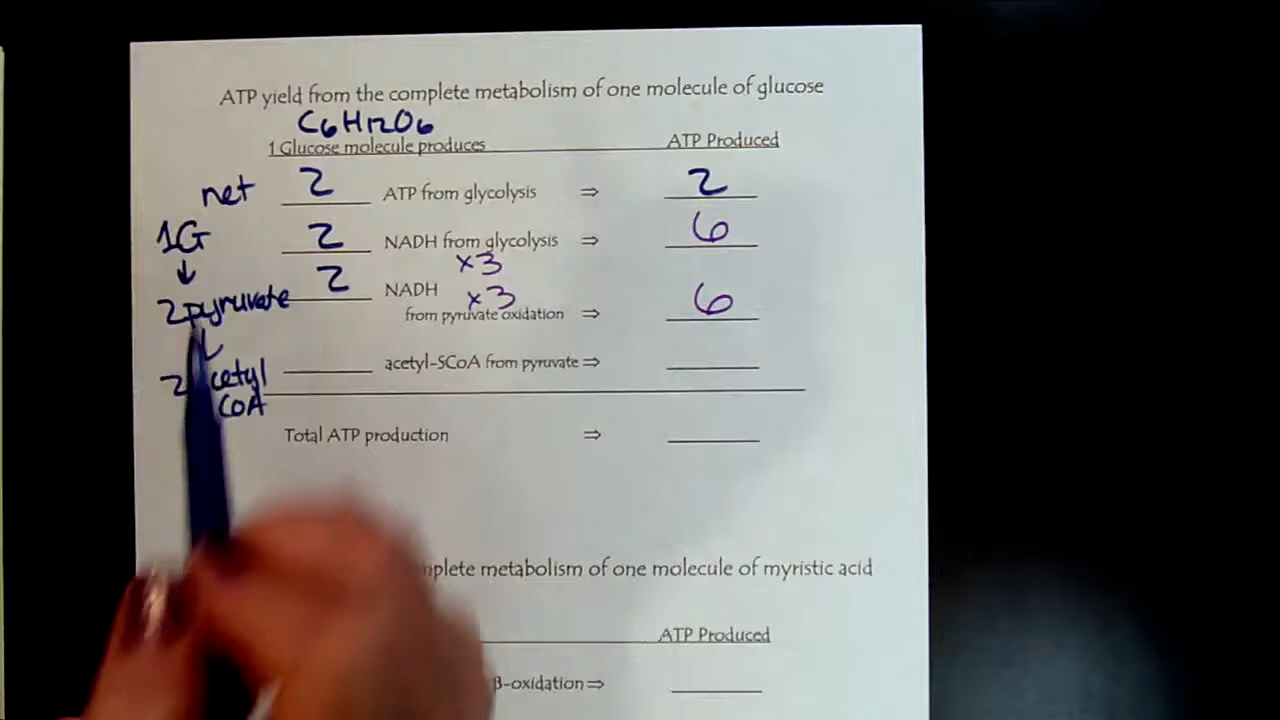 ATP yield from the complete metabolism of one molecule of glucose
C6H12O6
1 Glucose molecule produces ATP Produced
net 2 ATP from glycolysis ⇒ 2
1G 2 NADH from glycolysis ⇒ 6
↓ x3
2 pyruvate 2 NADH x3
from pyruvate oxidation ⇒ 6
↓
2 cetyl CoA
acetyl-SCoA from pyruvate ⇒
Total ATP production ⇒
plete metabolism of one molecule of myristic acid
ATP Produced
β-oxidation ⇒